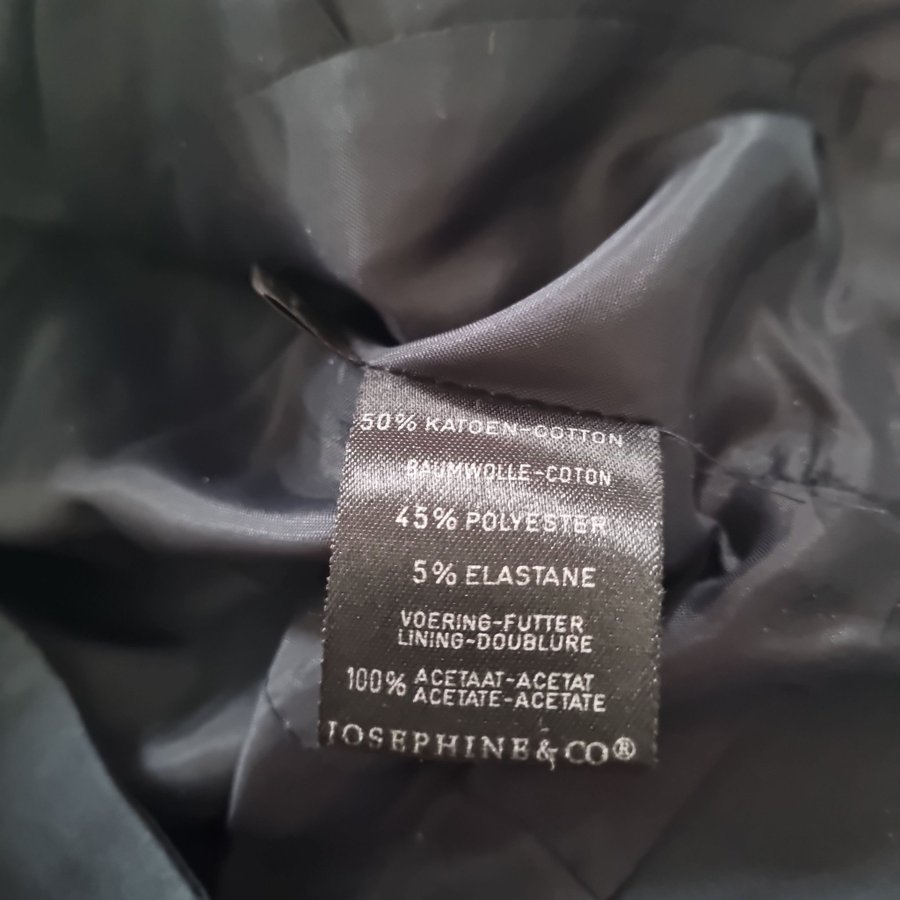 50% KATOEN-COTTON
BAUMWOLLE-COTON
45% POLYESTER
5% ELASTANE
VOERING-FUTTER
LINING-DOUBLURE
100% ACETAAT-ACETAT
ACETATE-ACETATE
JOSEPHINE&CO®